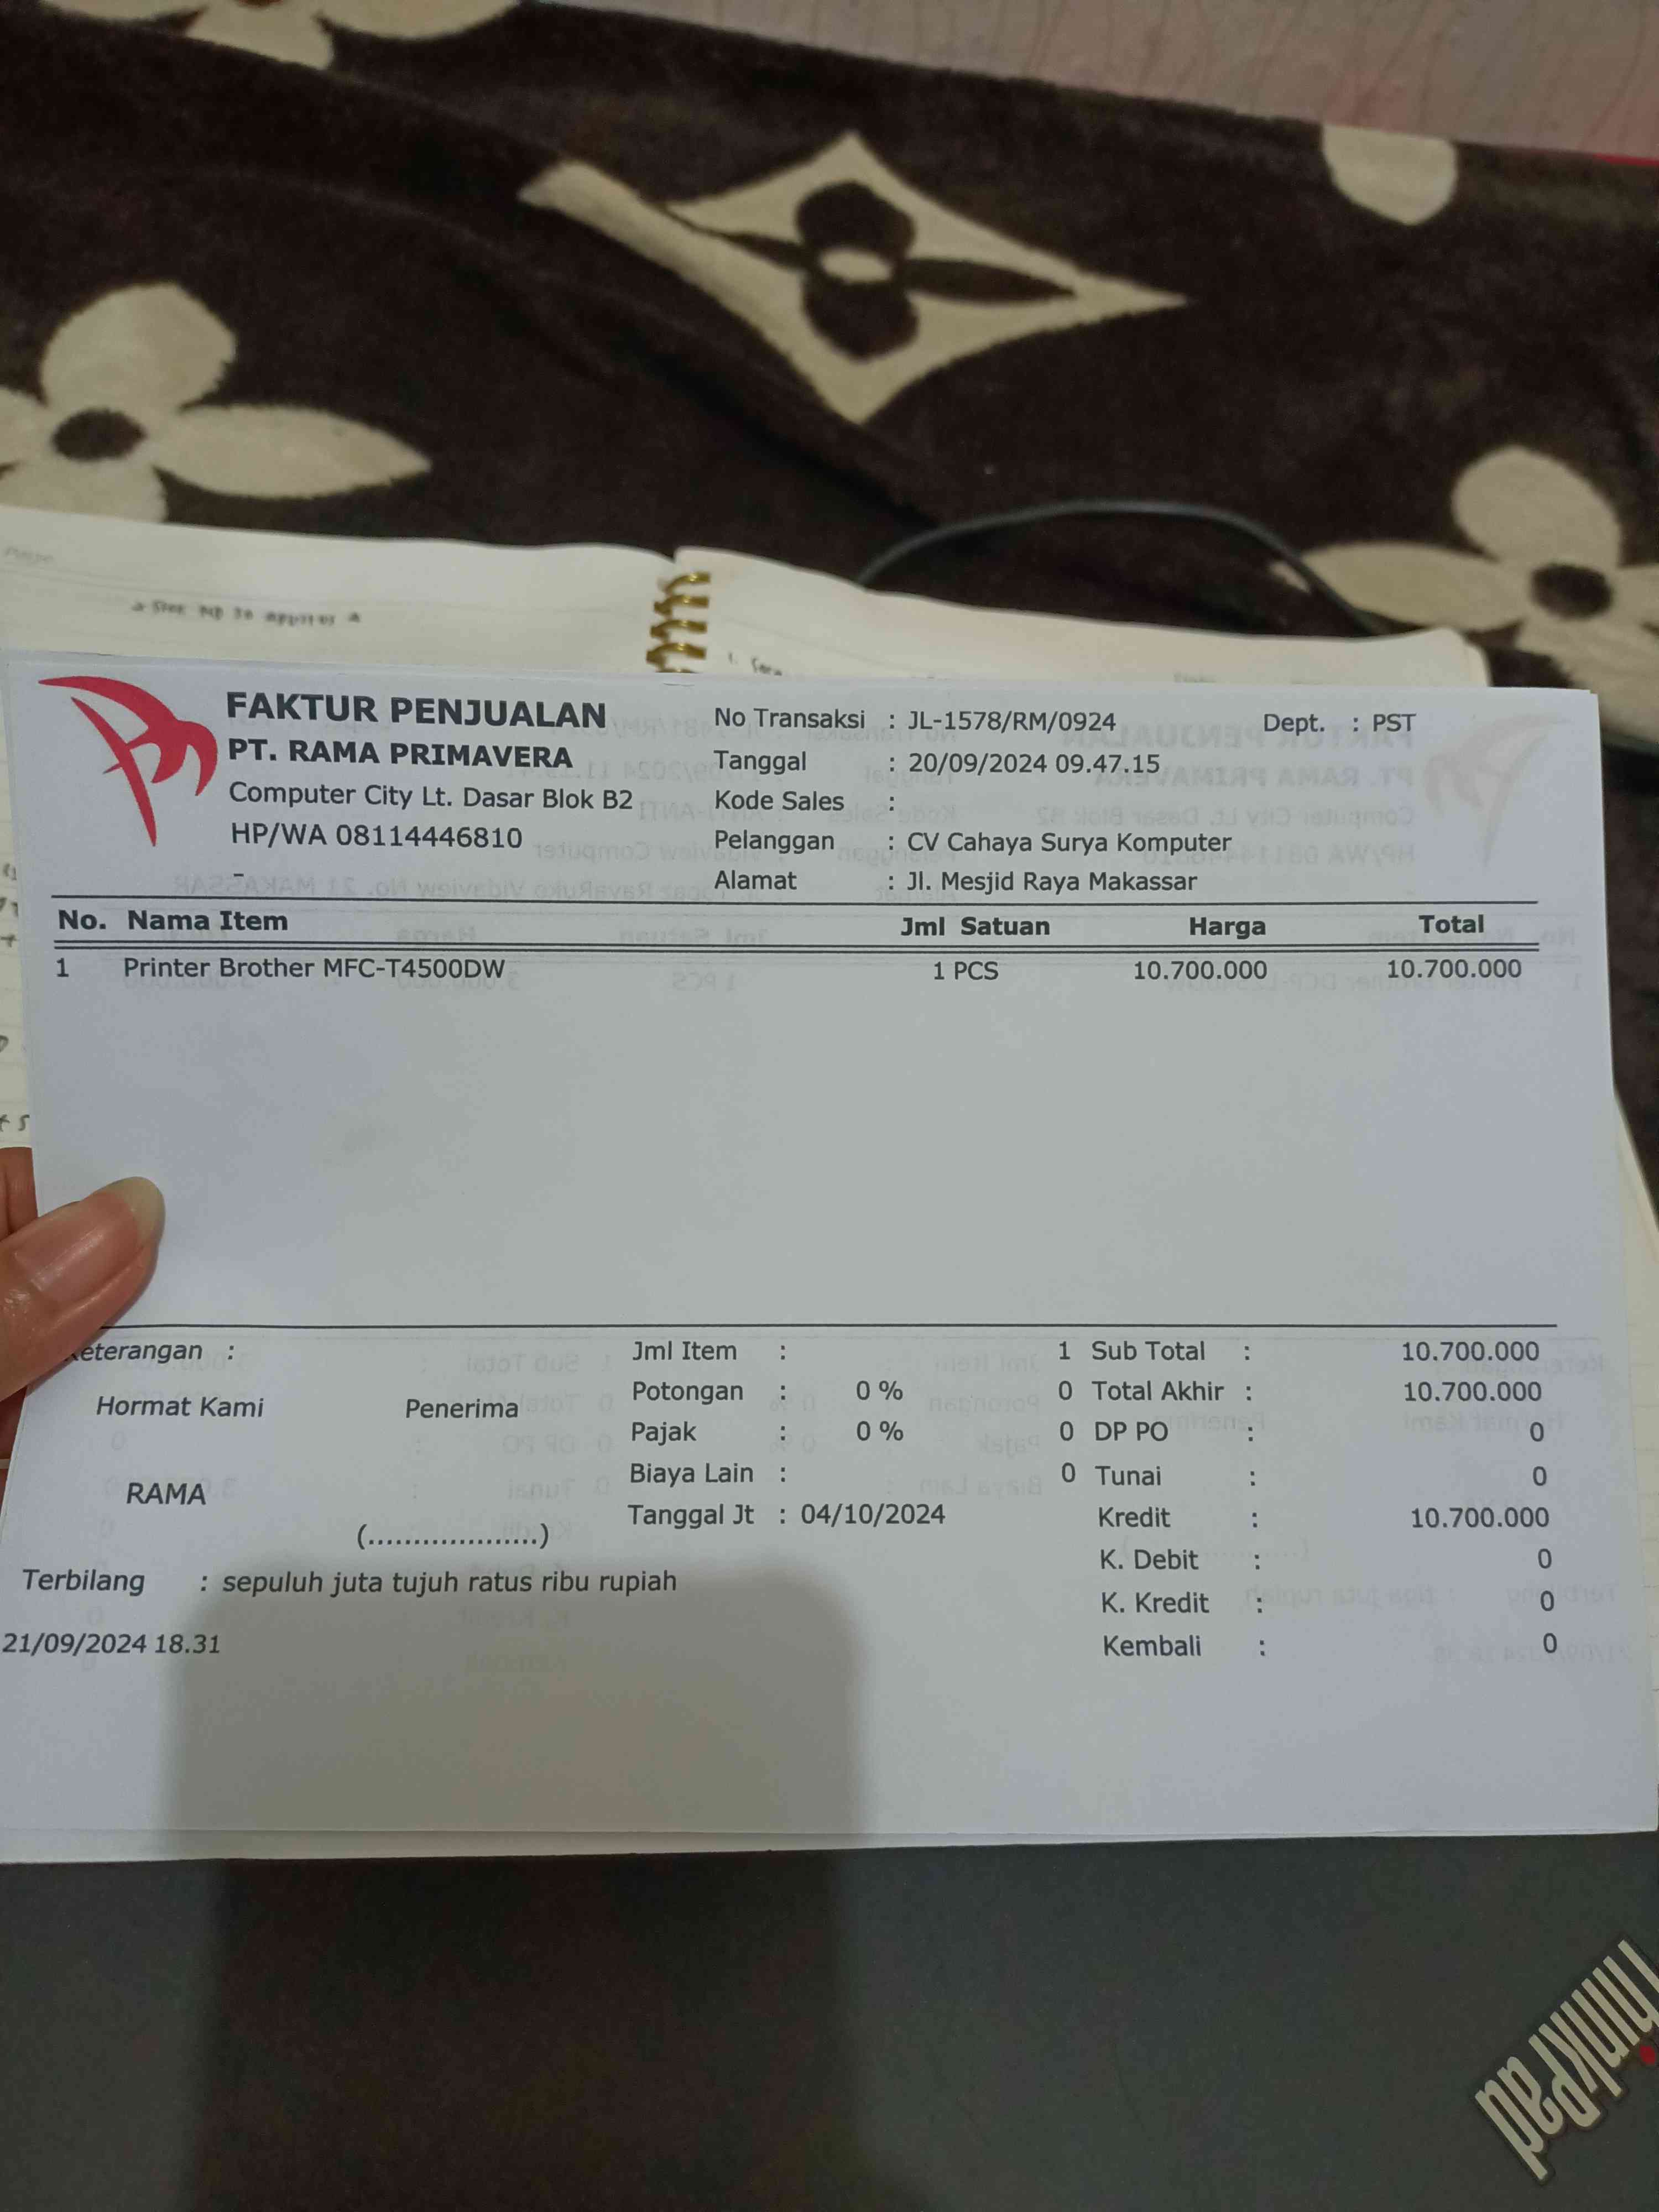 FAKTUR PENJUALAN
PT. RAMA PRIMAVERA
Computer City Lt. Dasar Blok B2
HP/WA 08114446810
-
No Transaksi : JL-1578/RM/0924 Dept. : PST
Tanggal : 20/09/2024 09.47.15
Kode Sales :
Pelanggan : CV Cahaya Surya Komputer
Alamat : Jl. Mesjid Raya Makassar
No. Nama Item Jml Satuan Harga Total
1 Printer Brother MFC-T4500DW 1 PCS 10.700.000 10.700.000
eterangan :
Hormat Kami Penerima
RAMA
(...................)
Jml Item : 1
Potongan : 0 % 0
Pajak : 0 % 0
Biaya Lain : 0
Tanggal Jt : 04/10/2024
Sub Total : 10.700.000
Total Akhir : 10.700.000
DP PO : 0
Tunai : 0
Kredit : 10.700.000
K. Debit : 0
K. Kredit : 0
Kembali : 0
Terbilang : sepuluh juta tujuh ratus ribu rupiah
21/09/2024 18.31
ThinkPad